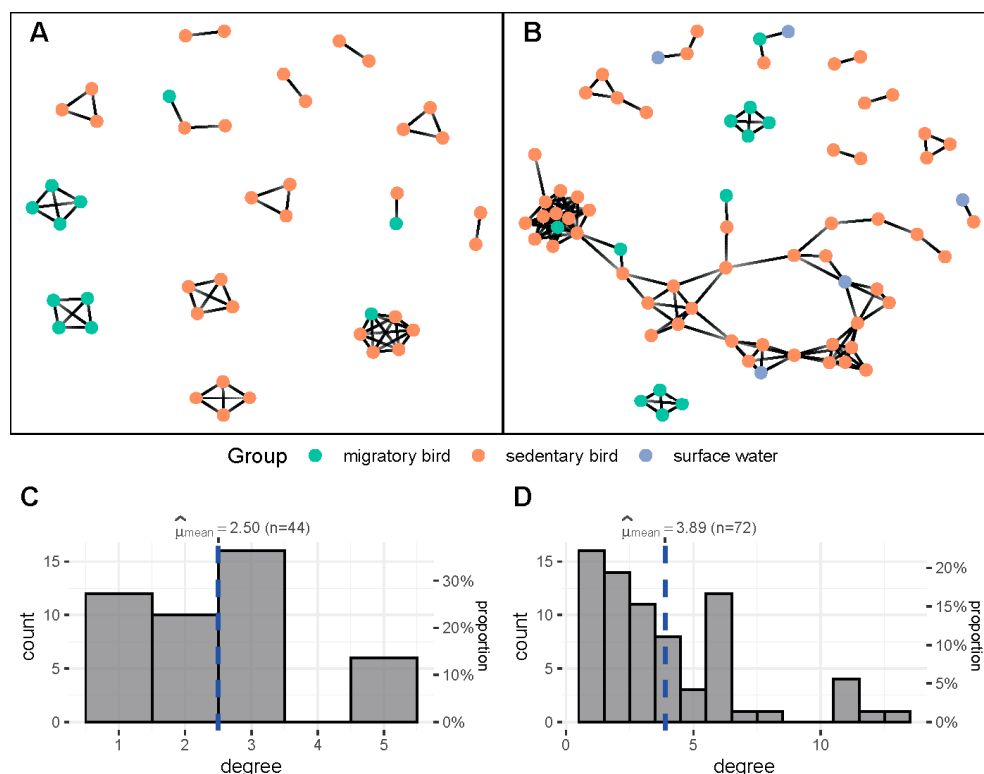 A
B
Group migratory bird sedentary bird surface water
C
D
μ̂mean = 2.50 (n=44)
μ̂mean = 3.89 (n=72)
15
10
5
0
count
30%
20%
10%
0%
proportion
1 2 3 4 5
degree
15
10
5
0
count
20%
15%
10%
5%
0%
proportion
0 5 10
degree